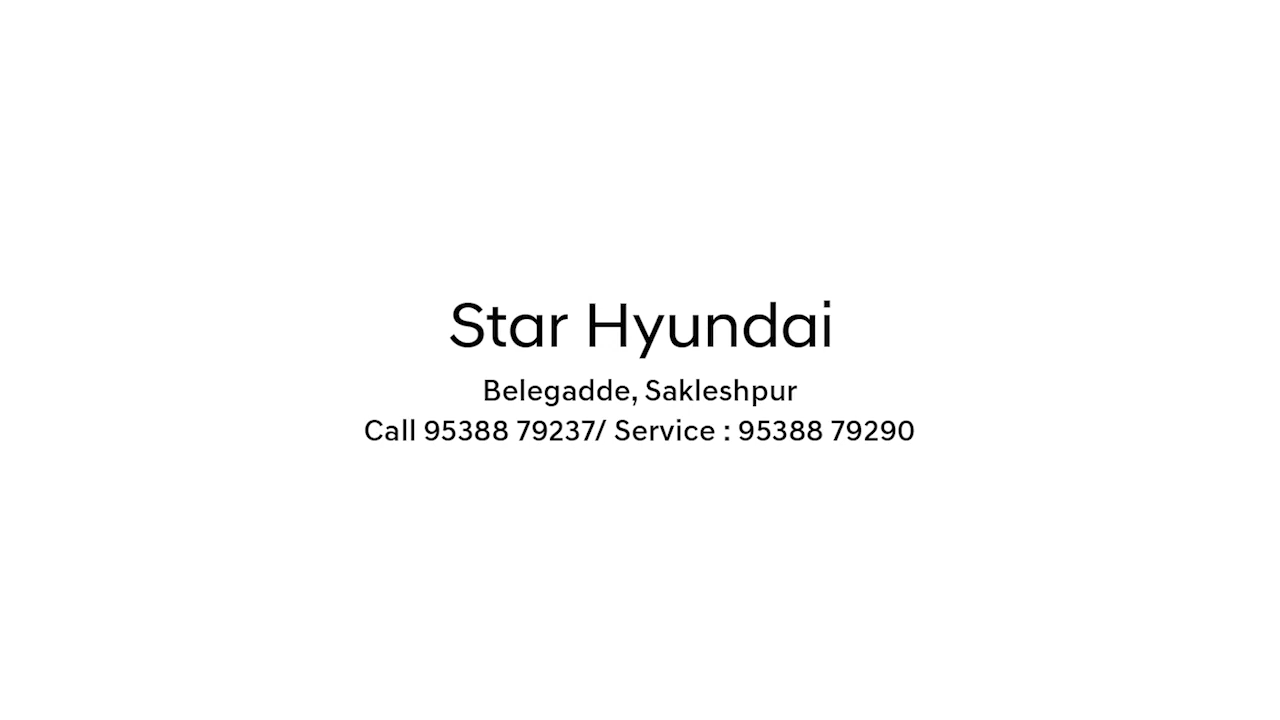 Star Hyundai
Belegadde, Sakleshpur
Call 95388 79237/ Service : 95388 79290